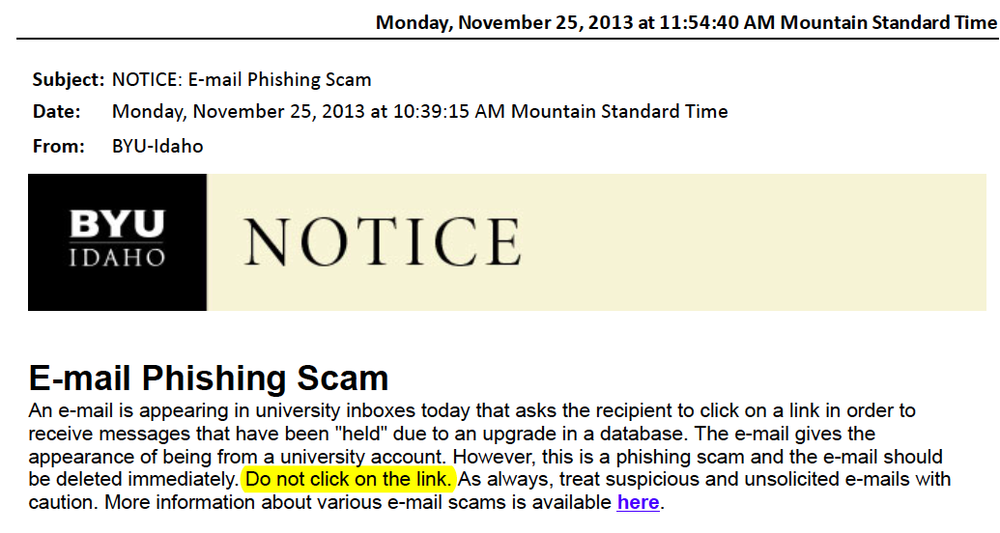 Monday, November 25, 2013 at 11:54:40 AM Mountain Standard Time
Subject: NOTICE: E-mail Phishing Scam
Date: Monday, November 25, 2013 at 10:39:15 AM Mountain Standard Time
From: BYU-Idaho
BYU
IDAHO
NOTICE
E-mail Phishing Scam
An e-mail is appearing in university inboxes today that asks the recipient to click on a link in order to
receive messages that have been "held" due to an upgrade in a database. The e-mail gives the
appearance of being from a university account. However, this is a phishing scam and the e-mail should
be deleted immediately. Do not click on the link. As always, treat suspicious and unsolicited e-mails with
caution. More information about various e-mail scams is available here.